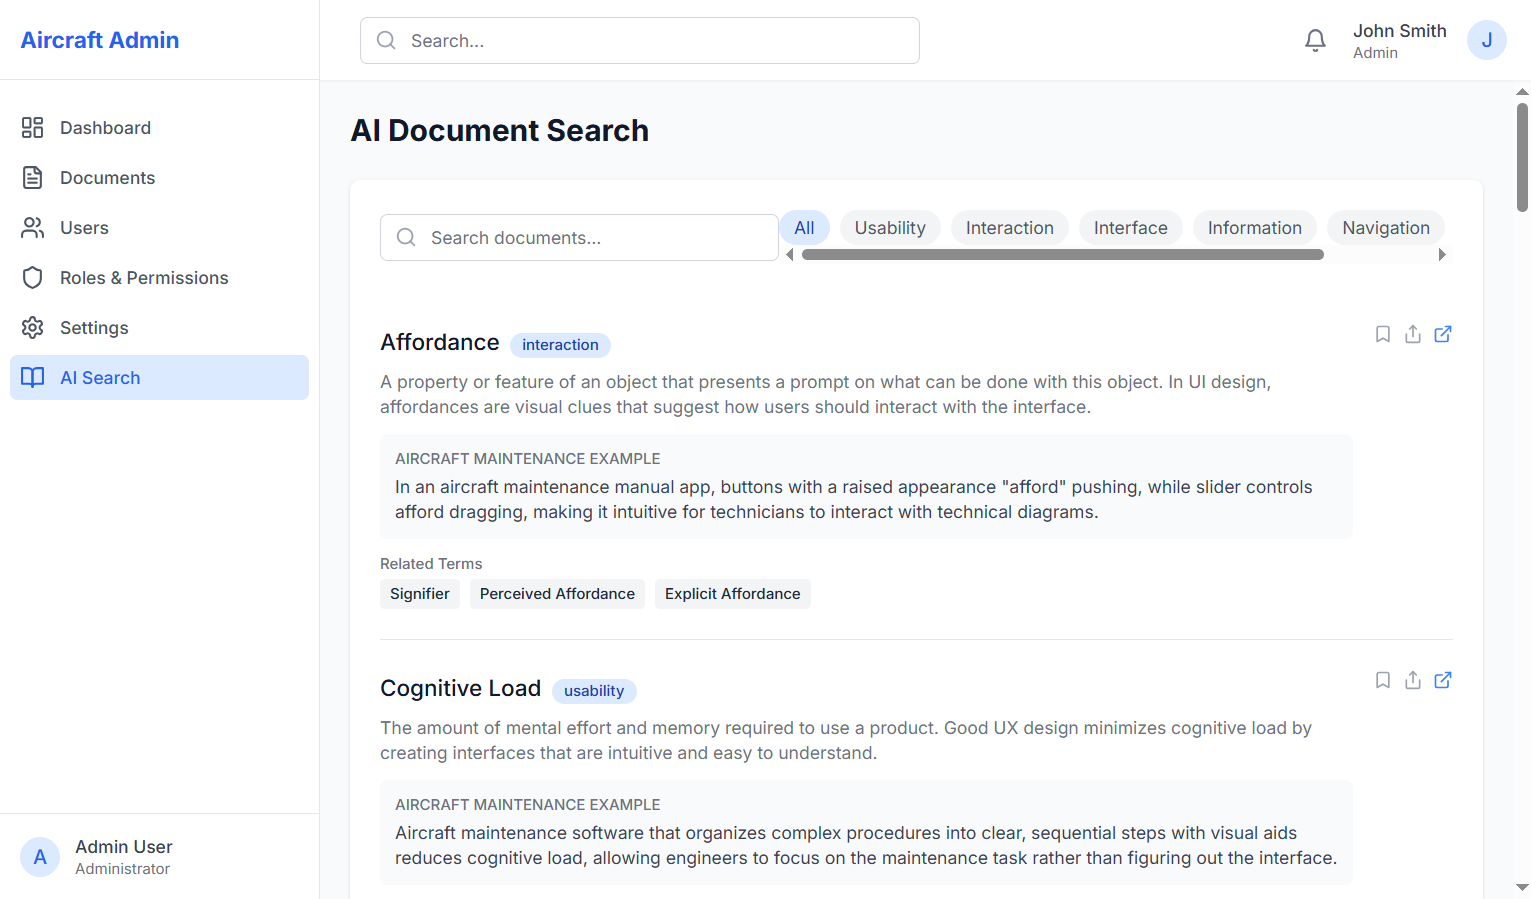 Aircraft Admin
Search...
John Smith
Admin
J
Dashboard
Documents
Users
Roles & Permissions
Settings
AI Search
Admin User
Administrator
A
AI Document Search
Search documents...
All
Usability
Interaction
Interface
Information
Navigation
Affordance interaction
A property or feature of an object that presents a prompt on what can be done with this object. In UI design,
affordances are visual clues that suggest how users should interact with the interface.
AIRCRAFT MAINTENANCE EXAMPLE
In an aircraft maintenance manual app, buttons with a raised appearance "afford" pushing, while slider controls
afford dragging, making it intuitive for technicians to interact with technical diagrams.
Related Terms
Signifier Perceived Affordance Explicit Affordance
Cognitive Load usability
The amount of mental effort and memory required to use a product. Good UX design minimizes cognitive load by
creating interfaces that are intuitive and easy to understand.
AIRCRAFT MAINTENANCE EXAMPLE
Aircraft maintenance software that organizes complex procedures into clear, sequential steps with visual aids
reduces cognitive load, allowing engineers to focus on the maintenance task rather than figuring out the interface.